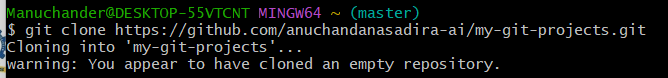 Manuchander@DESKTOP-55VTCNT MINGW64 ~ (master)
$ git clone https://github.com/anuchandanasadira-ai/my-git-projects.git
Cloning into 'my-git-projects'...
warning: You appear to have cloned an empty repository.